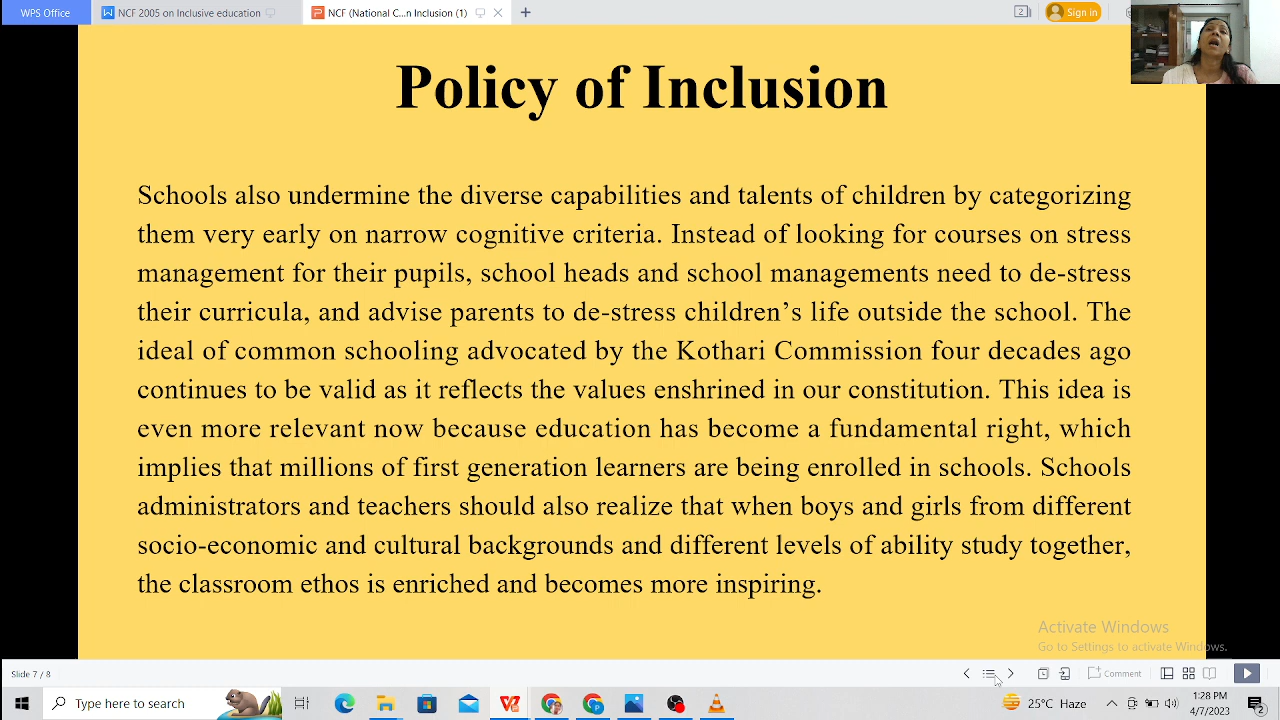 WPS Office
NCF 2005 on Inclusive education
NCF (National C...n Inclusion (1)
2
Sign in
Policy of Inclusion
Schools also undermine the diverse capabilities and talents of children by categorizing
them very early on narrow cognitive criteria. Instead of looking for courses on stress
management for their pupils, school heads and school managements need to de-stress
their curricula, and advise parents to de-stress children’s life outside the school. The
ideal of common schooling advocated by the Kothari Commission four decades ago
continues to be valid as it reflects the values enshrined in our constitution. This idea is
even more relevant now because education has become a fundamental right, which
implies that millions of first generation learners are being enrolled in schools. Schools
administrators and teachers should also realize that when boys and girls from different
socio-economic and cultural backgrounds and different levels of ability study together,
the classroom ethos is enriched and becomes more inspiring.
Activate Windows
Go to Settings to activate Windows.
Slide 7 / 8
Comment
Type here to search
25°C Haze
1:28 PM
4/7/2023
2